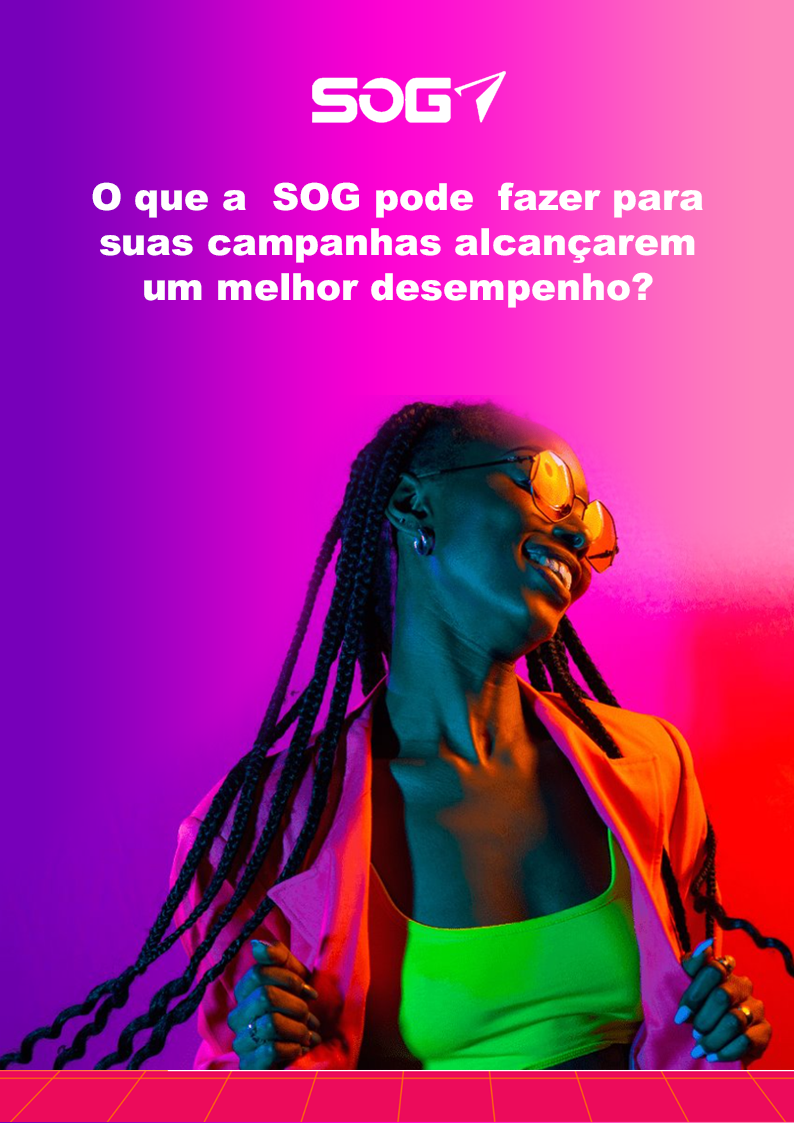 SOG
O que a  SOG pode  fazer para
suas campanhas alcançarem
um melhor desempenho?